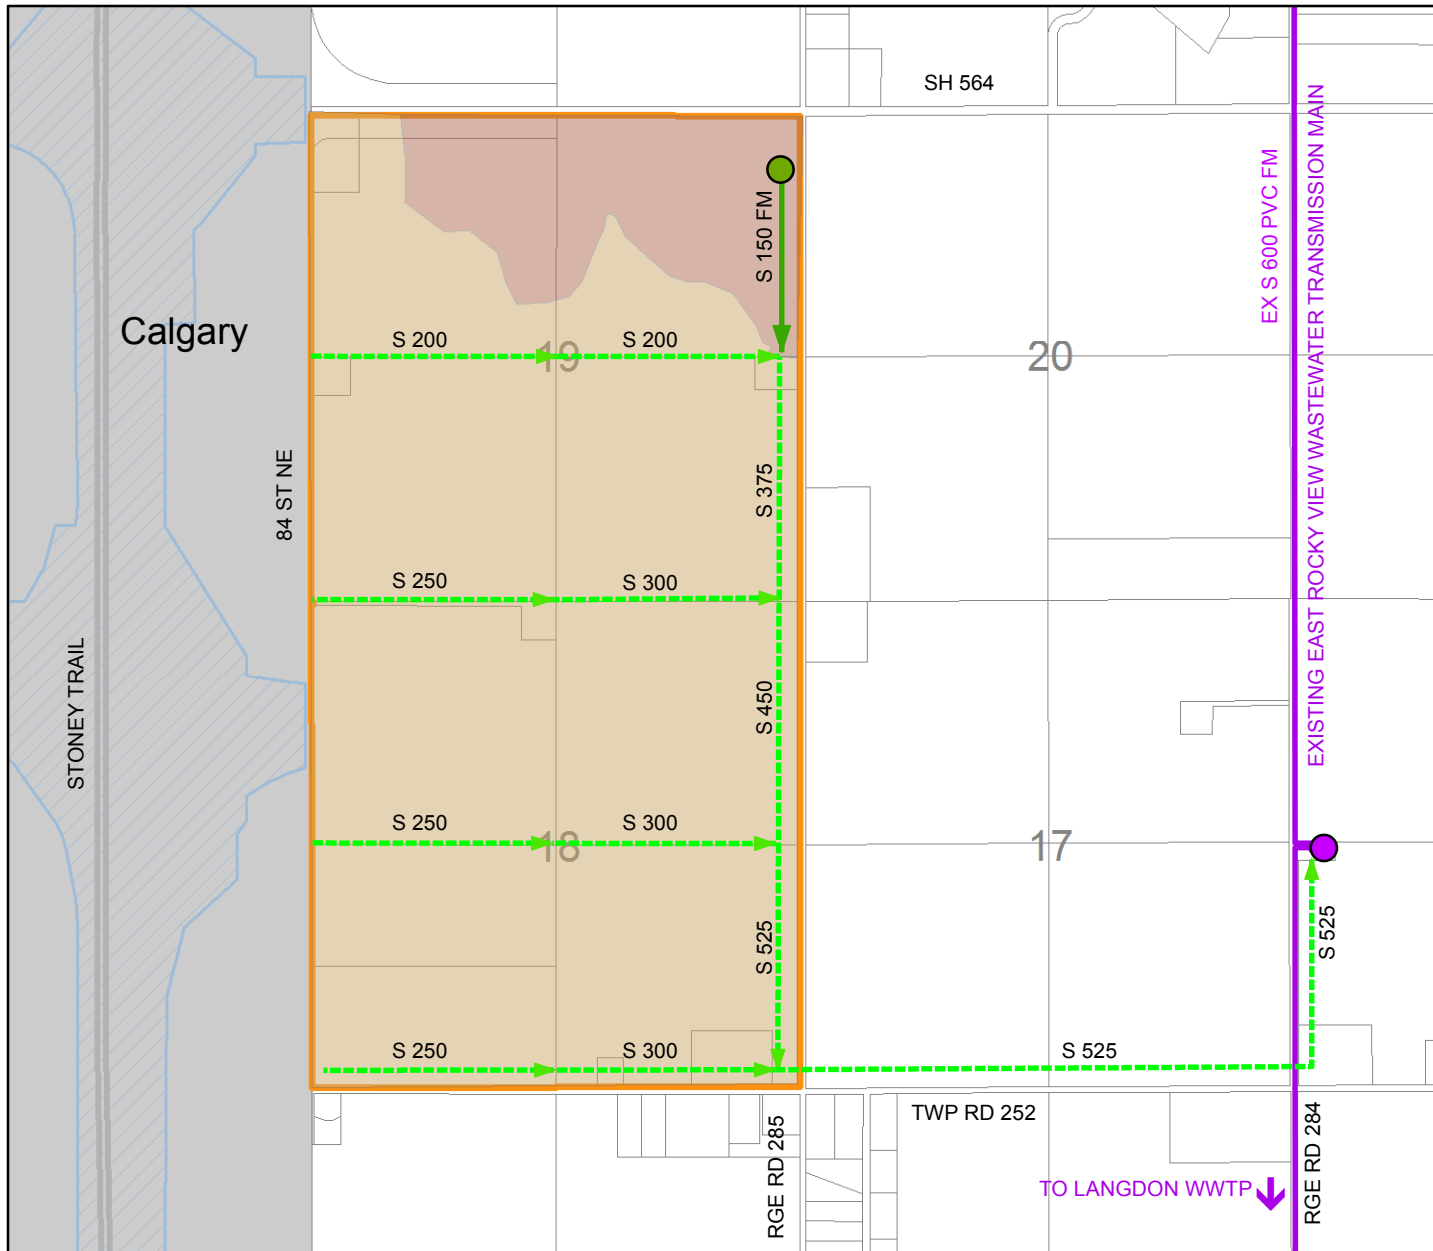 SH 564
EX S 600 PVC FM
EXISTING EAST ROCKY VIEW WASTEWATER TRANSMISSION MAIN
S 150 FM
Calgary
S 200
S 200
19
20
84 ST NE
S 375
S 250
S 300
STONEY TRAIL
S 450
S 250
S 300
18
17
S 525
S 525
S 250
S 300
S 525
TWP RD 252
RGE RD 285
RGE RD 284
TO LANGDON WWTP